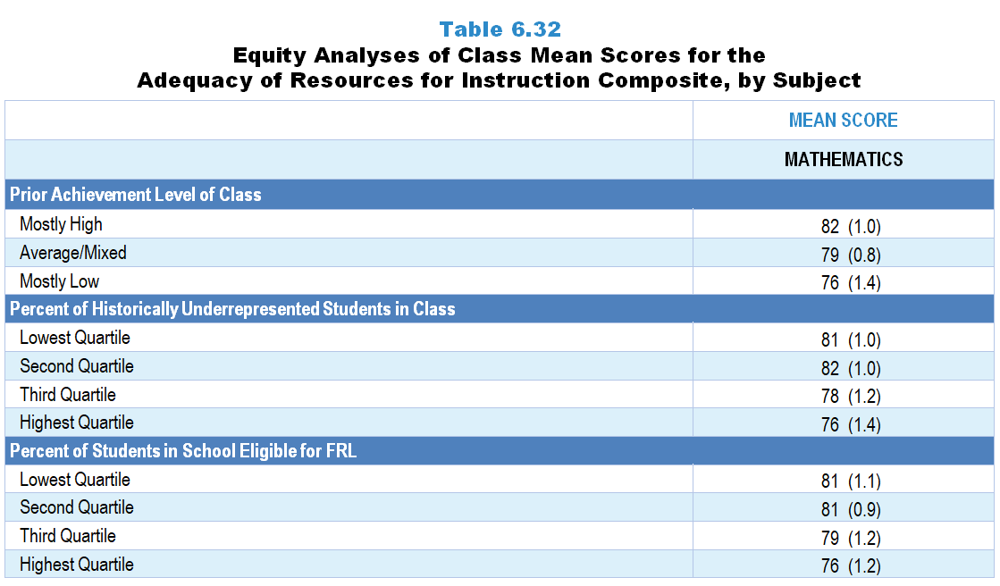 Table 6.32
Equity Analyses of Class Mean Scores for the
Adequacy of Resources for Instruction Composite, by Subject
MEAN SCORE
MATHEMATICS
Prior Achievement Level of Class
Mostly High 82 (1.0)
Average/Mixed 79 (0.8)
Mostly Low 76 (1.4)
Percent of Historically Underrepresented Students in Class
Lowest Quartile 81 (1.0)
Second Quartile 82 (1.0)
Third Quartile 78 (1.2)
Highest Quartile 76 (1.4)
Percent of Students in School Eligible for FRL
Lowest Quartile 81 (1.1)
Second Quartile 81 (0.9)
Third Quartile 79 (1.2)
Highest Quartile 76 (1.2)